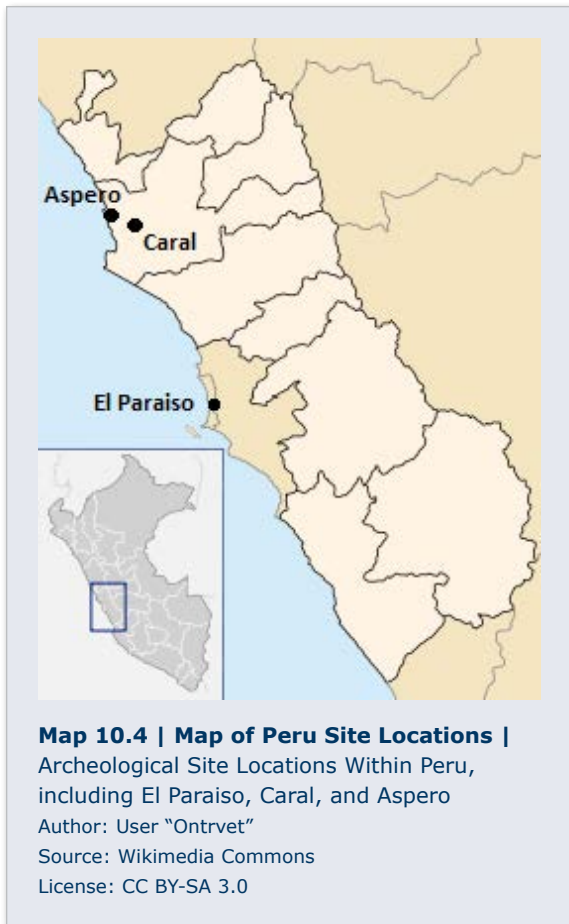 Aspero
Caral
El Paraiso
Map 10.4 | Map of Peru Site Locations |
Archeological Site Locations Within Peru,
including El Paraiso, Caral, and Aspero
Author: User “Ontrvet”
Source: Wikimedia Commons
License: CC BY-SA 3.0